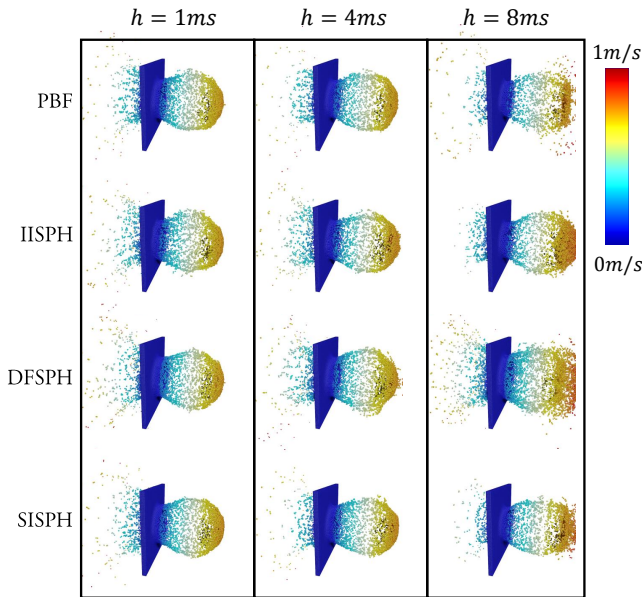 h = 1ms
h = 4ms
h = 8ms
1m/s
0m/s
PBF
IISPH
DFSPH
SISPH